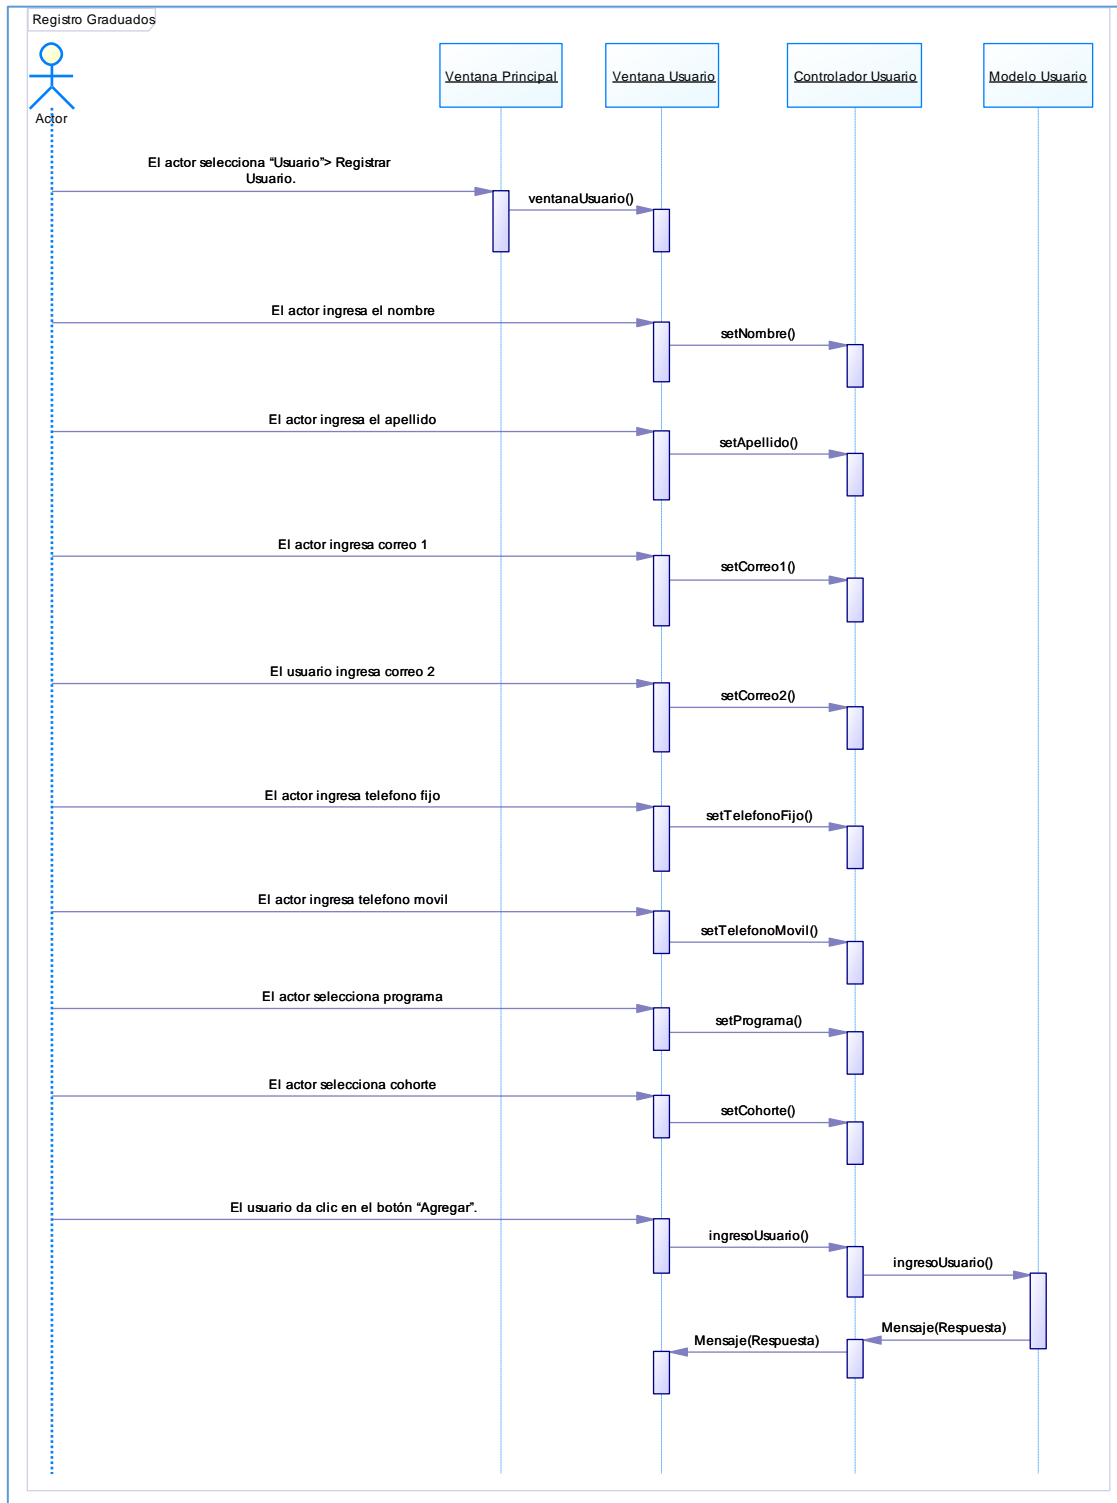 Registro Graduados
Actor
Ventana Principal
Ventana Usuario
Controlador Usuario
Modelo Usuario
El actor selecciona “Usuario”> Registrar
Usuario.
ventanaUsuario()
El actor ingresa el nombre
setNombre()
El actor ingresa el apellido
setApellido()
El actor ingresa correo 1
setCorreo1()
El usuario ingresa correo 2
setCorreo2()
El actor ingresa telefono fijo
setTelefonoFijo()
El actor ingresa telefono movil
setTelefonoMovil()
El actor selecciona programa
setPrograma()
El actor selecciona cohorte
setCohorte()
El usuario da clic en el botón “Agregar”.
ingresoUsuario()
ingresoUsuario()
Mensaje(Respuesta)
Mensaje(Respuesta)